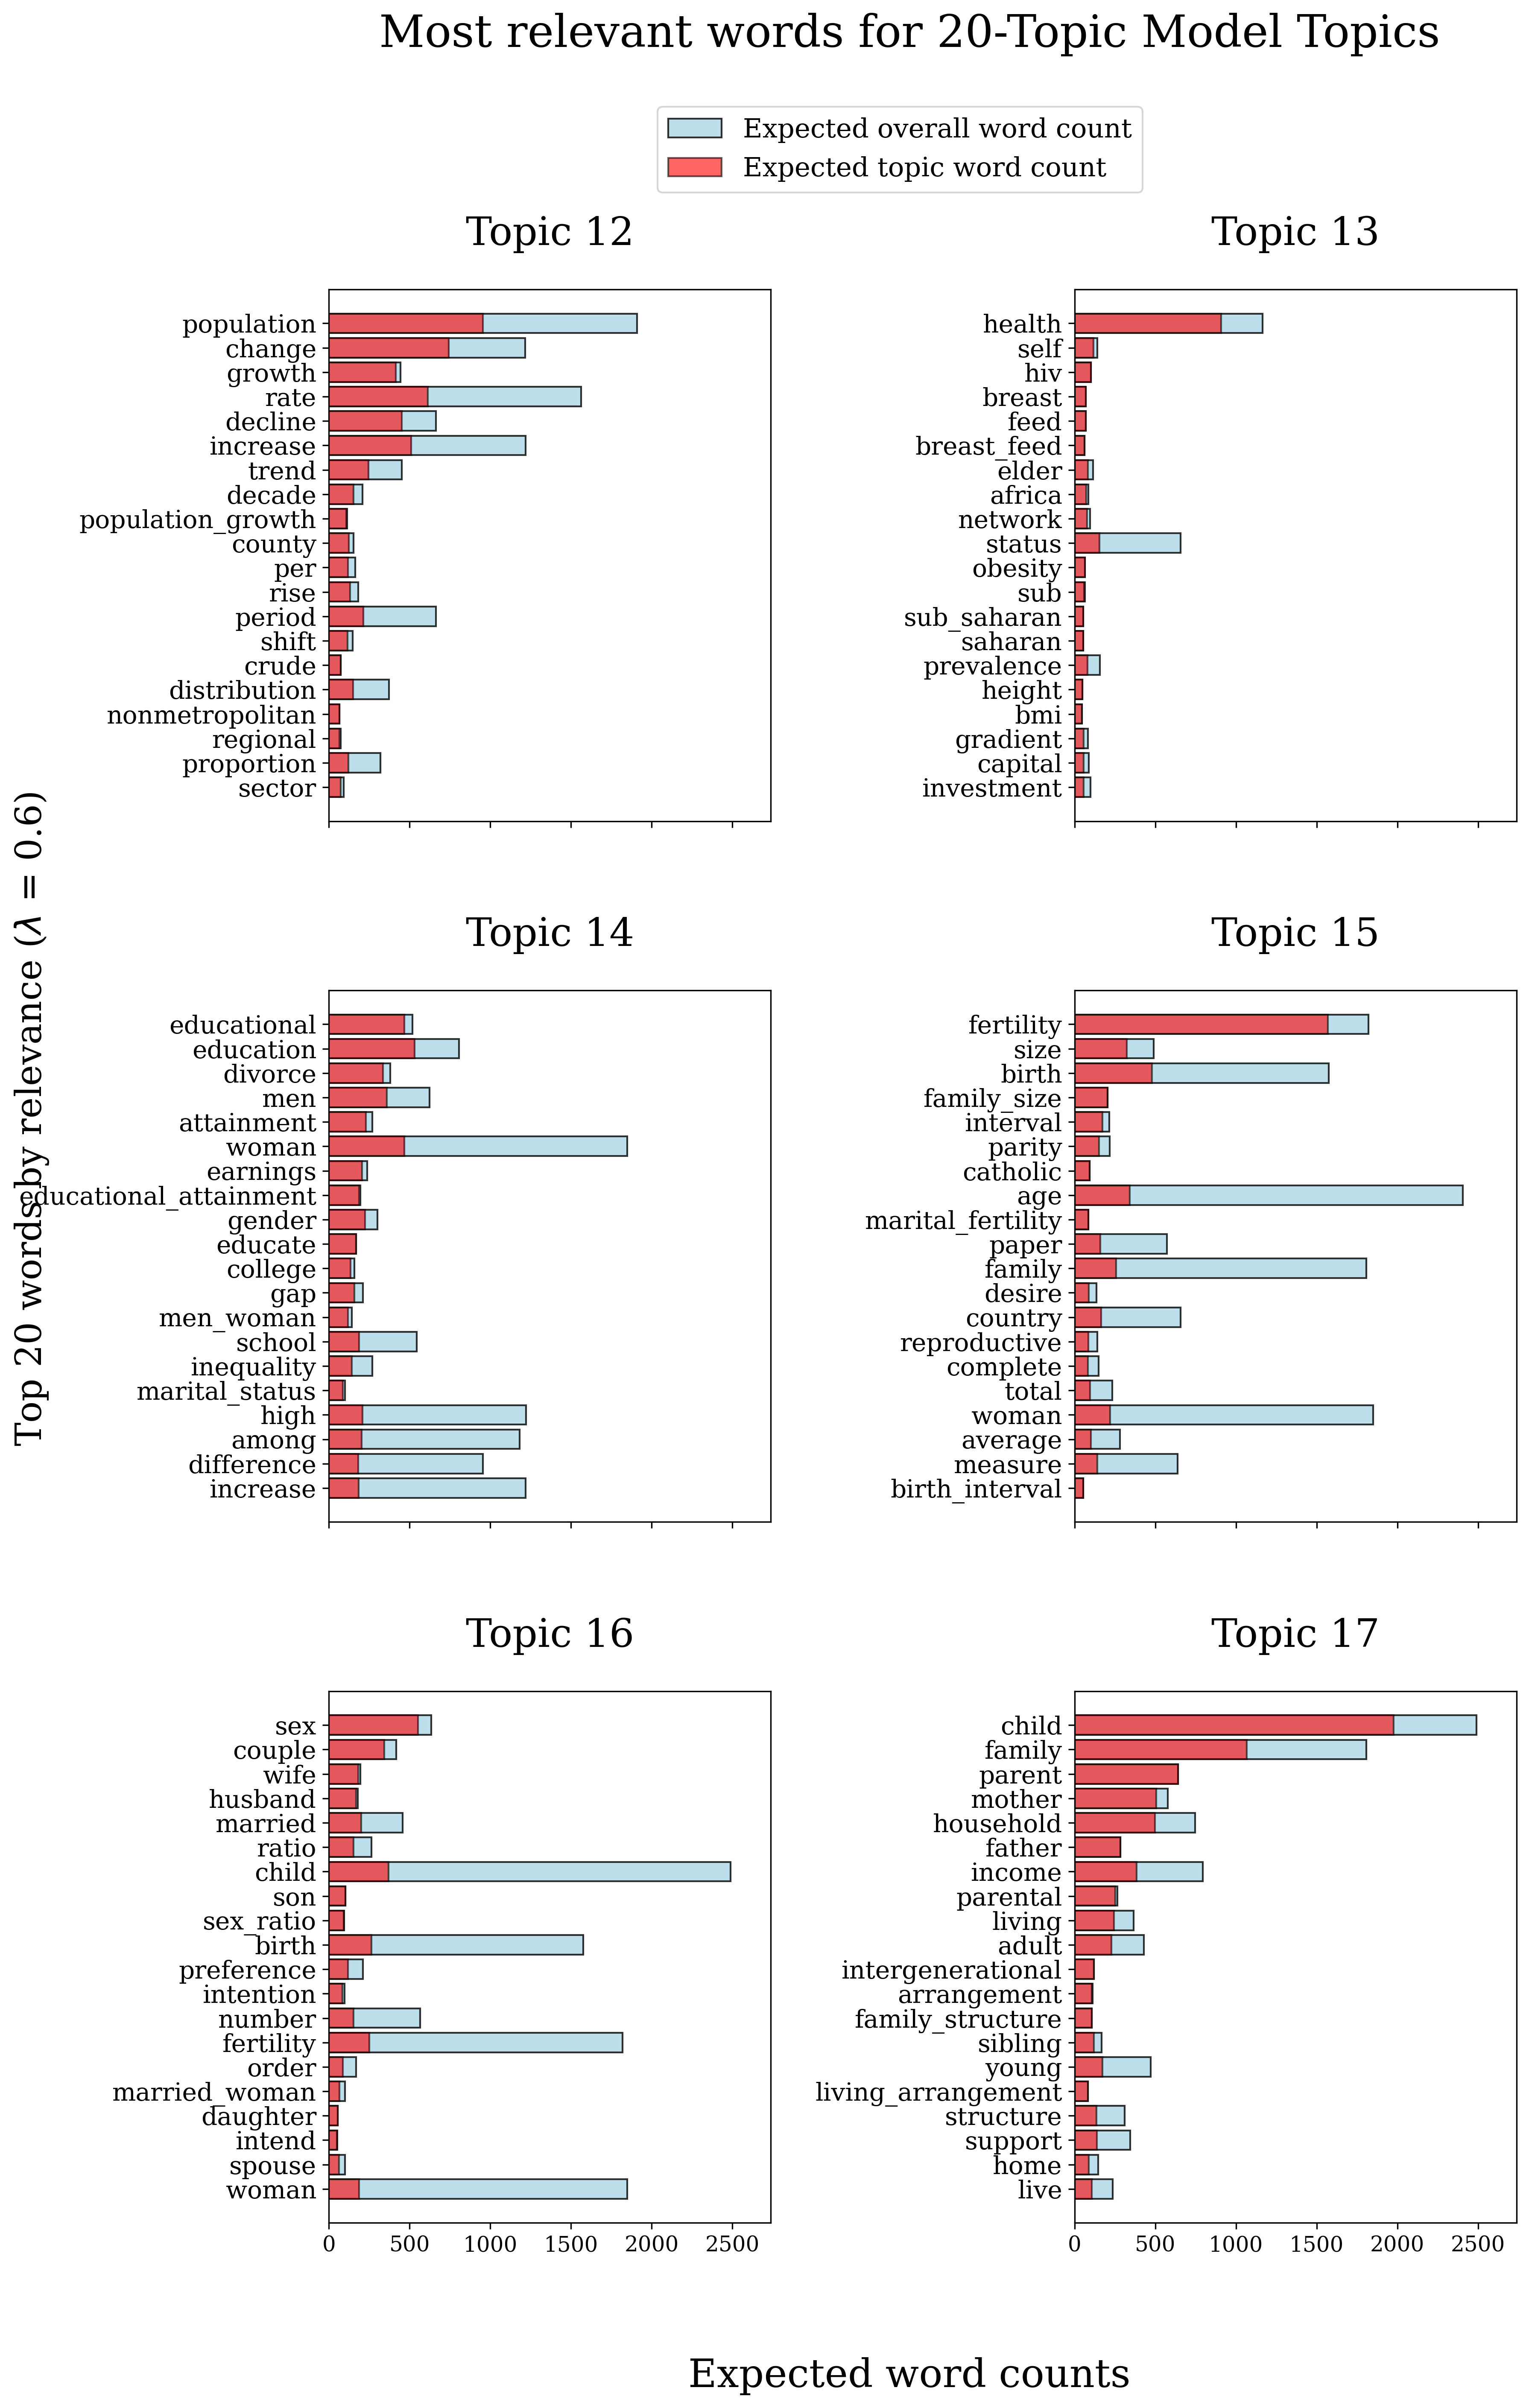 Most relevant words for 20-Topic Model Topics
Expected overall word count
Expected topic word count
Top 20 words by relevance (λ = 0.6)
Topic 12
population
change
growth
rate
decline
increase
trend
decade
population_growth
county
per
rise
period
shift
crude
distribution
nonmetropolitan
regional
proportion
sector
Topic 13
health
self
hiv
breast
feed
breast_feed
elder
africa
network
status
obesity
sub
sub_saharan
saharan
prevalence
height
bmi
gradient
capital
investment
Topic 14
educational
education
divorce
men
attainment
woman
earnings
educational_attainment
gender
educate
college
gap
men_woman
school
inequality
marital_status
high
among
difference
increase
Topic 15
fertility
size
birth
family_size
interval
parity
catholic
age
marital_fertility
paper
family
desire
country
reproductive
complete
total
woman
average
measure
birth_interval
Topic 16
sex
couple
wife
husband
married
ratio
child
son
sex_ratio
birth
preference
intention
number
fertility
order
married_woman
daughter
intend
spouse
woman
0 500 1000 1500 2000 2500
Topic 17
child
family
parent
mother
household
father
income
parental
living
adult
intergenerational
arrangement
family_structure
sibling
young
living_arrangement
structure
support
home
live
0 500 1000 1500 2000 2500
Expected word counts